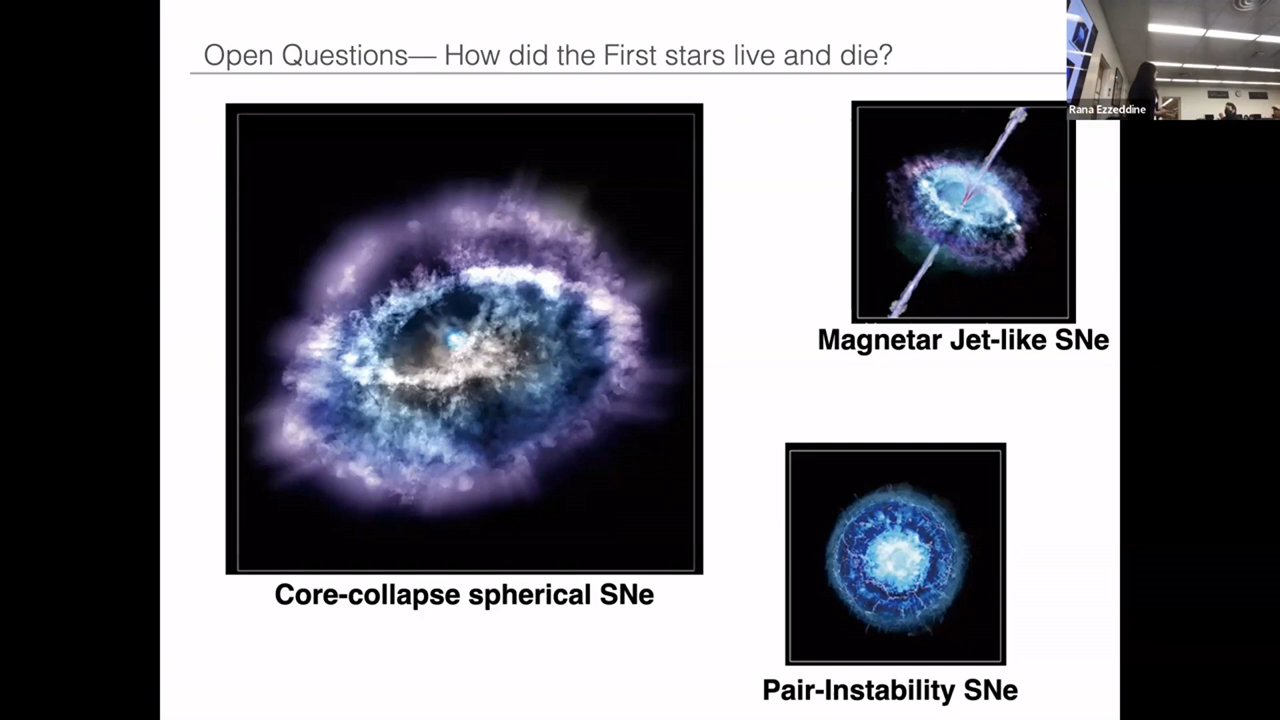 Open Questions— How did the First stars live and die?
Rana Ezzeddine
Magnetar Jet-like SNe
Core-collapse spherical SNe
Pair-Instability SNe